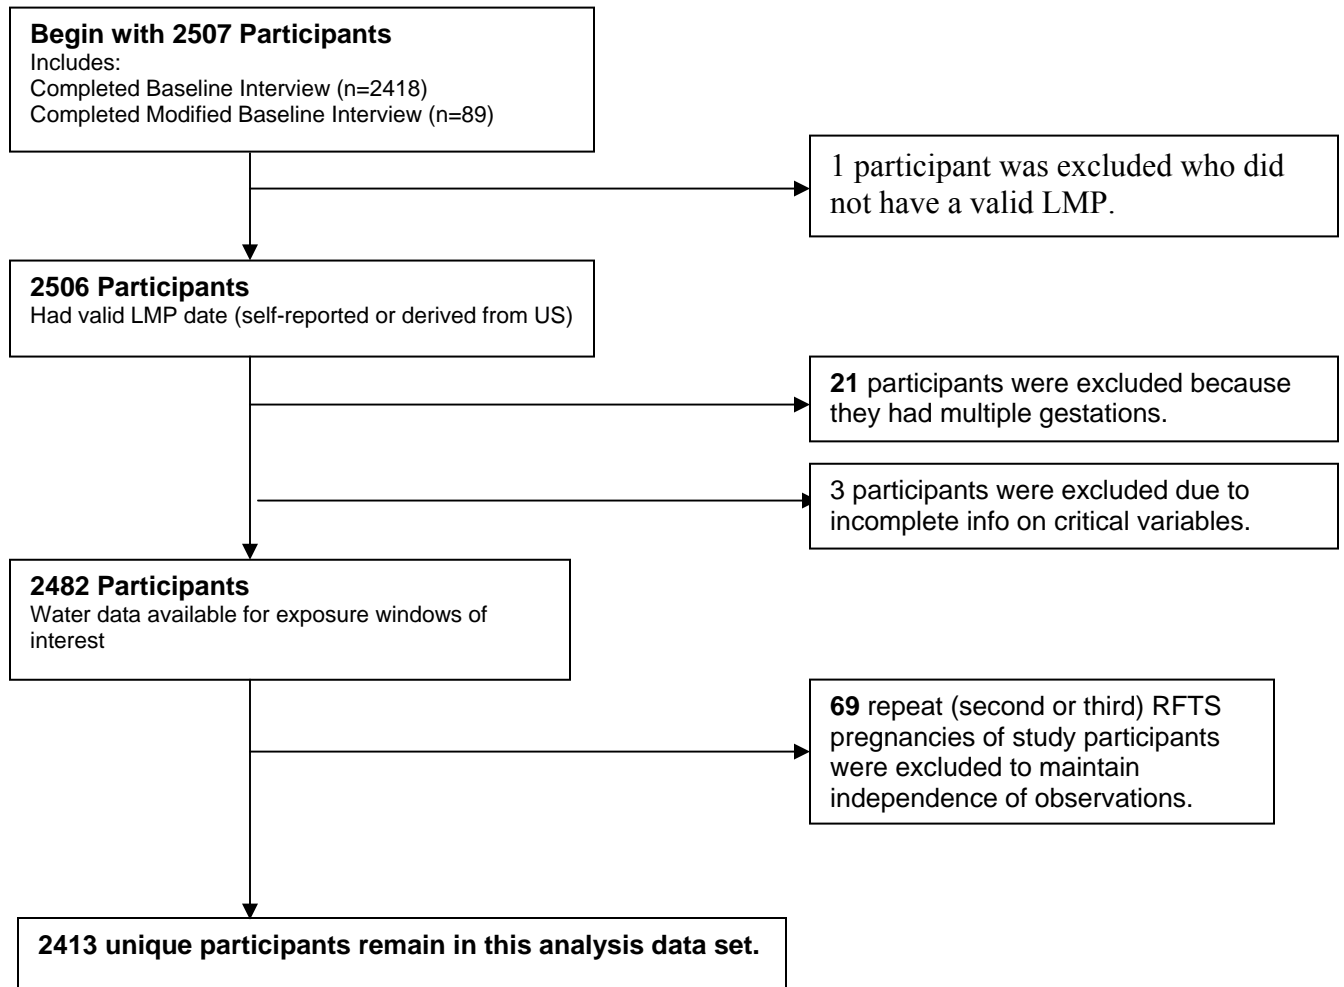 Begin with 2507 Participants
Includes:
Completed Baseline Interview (n=2418)
Completed Modified Baseline Interview (n=89)
1 participant was excluded who did
not have a valid LMP.
2506 Participants
Had valid LMP date (self-reported or derived from US)
21 participants were excluded because
they had multiple gestations.
3 participants were excluded due to
incomplete info on critical variables.
2482 Participants
Water data available for exposure windows of
interest
69 repeat (second or third) RFTS
pregnancies of study participants
were excluded to maintain
independence of observations.
2413 unique participants remain in this analysis data set.